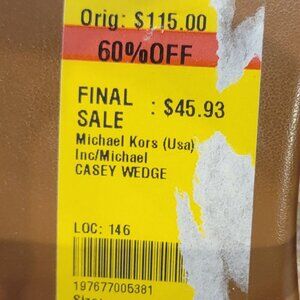 Orig: $115.00
60%OFF
FINAL
SALE : $45.93
Michael Kors (Usa)
Inc/Michael
CASEY WEDGE
LOC: 146
197677005381